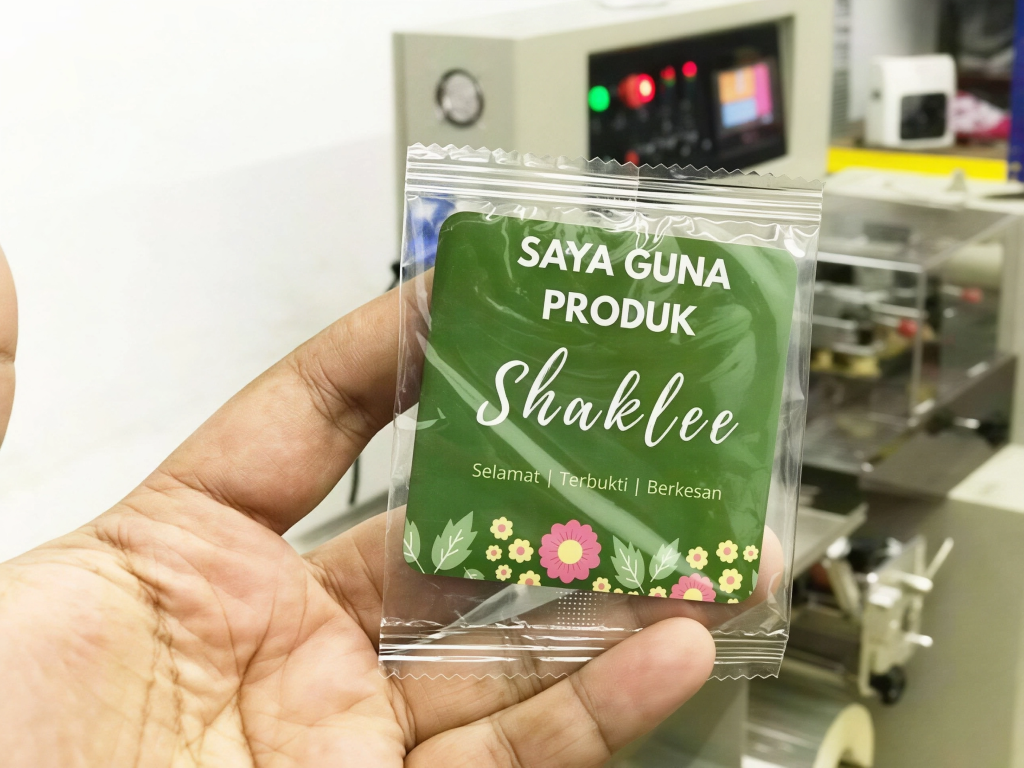 SAYA GUNA
PRODUK
Shaklee
Selamat | Terbukti | Berkesan